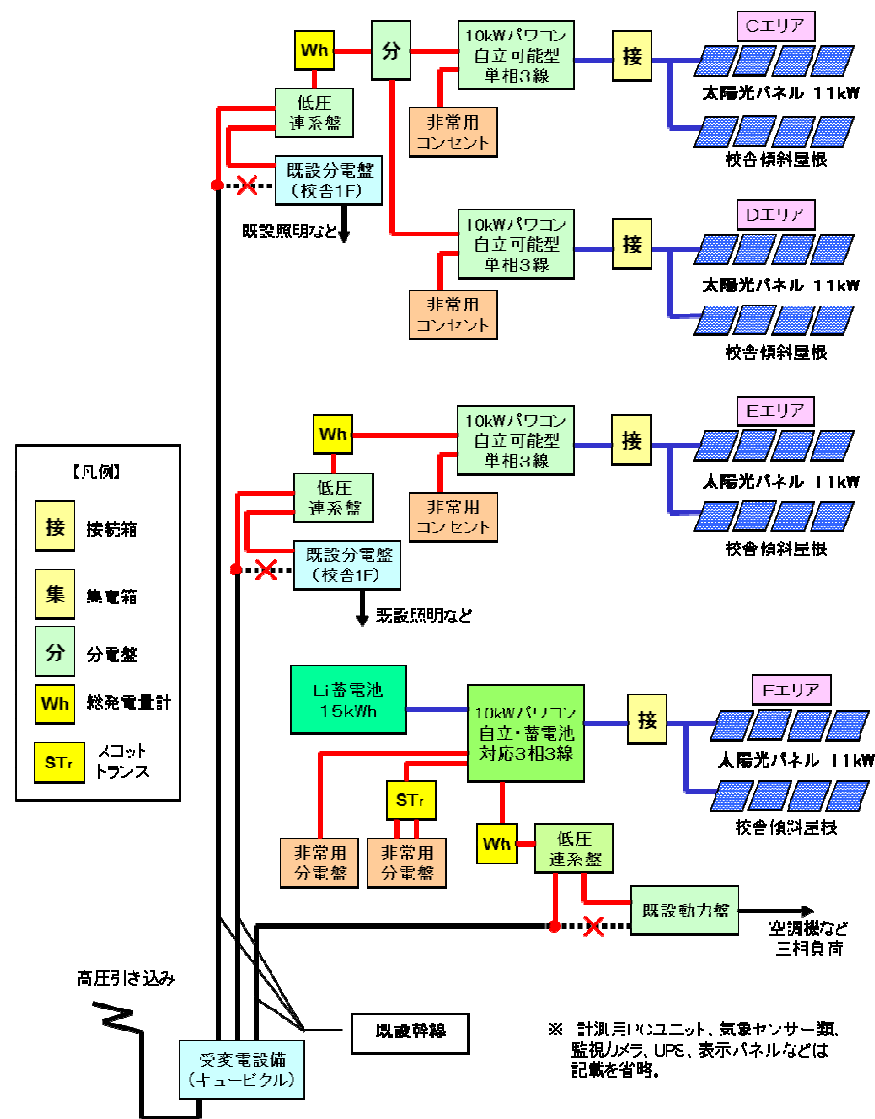 Cエリア
Wh
分
10kWパワコン
自立可能型
単相3線
接
太陽光パネル 11kW
低圧
連系盤
非常用
コンセント
校舎傾斜屋根
既設分電盤
(校舎1F)
既設照明など
Dエリア
10kWパワコン
自立可能型
単相3線
接
太陽光パネル 11kW
非常用
コンセント
校舎傾斜屋根
Eエリア
Wh
10kWパワコン
自立可能型
単相3線
接
太陽光パネル 11kW
低圧
連系盤
非常用
コンセント
校舎傾斜屋根
既設分電盤
(校舎1F)
既設照明など
【凡例】
接 接続箱
集 集電箱
分 分電盤
Wh 総発電量計
STr スコット
トランス
Li蓄電池
15kWh
10kWパワコン
自立・蓄電池
対応3相3線
接
Fエリア
太陽光パネル 11kW
校舎傾斜屋根
STr
Wh
低圧
連系盤
非常用
分電盤
非常用
分電盤
既設動力盤
空調機など
三相負荷
高圧引き込み
既設幹線
受変電設備
(キュービクル)
※ 計測用PCユニット、気象センサー類、
監視カメラ、UPS、表示パネルなどは
記載を省略。